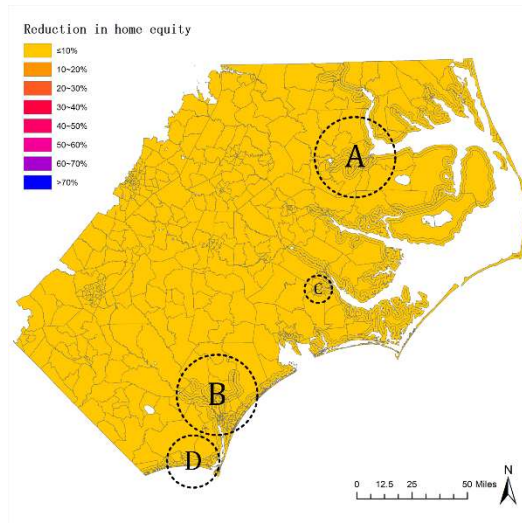 Reduction in home equity
≤10%
10~20%
20~30%
30~40%
40~50%
50~60%
60~70%
>70%
A
C
B
D
N
0 12.5 25 50 Miles